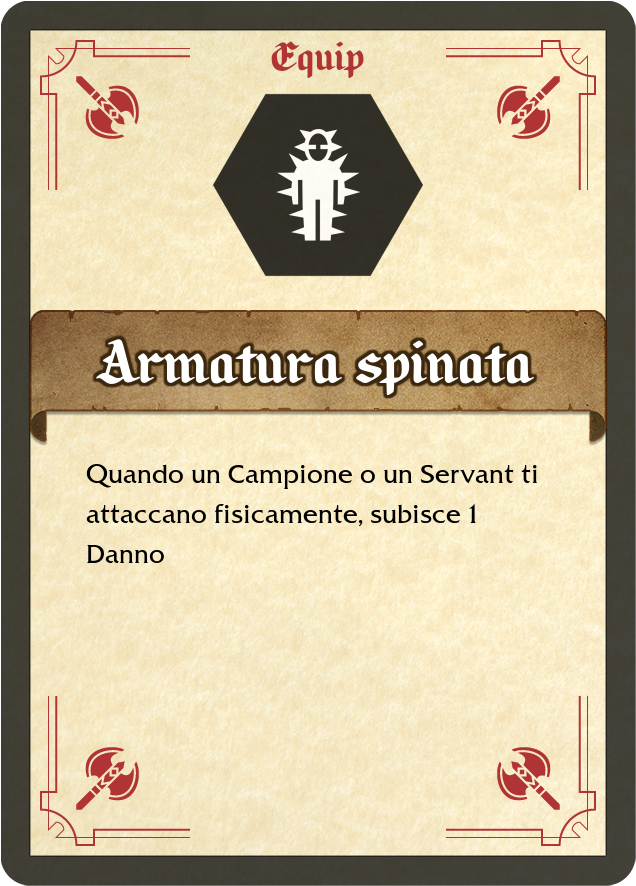 Equip
Armatura spinata
Quando un Campione o un Servant ti
attaccano fisicamente, subisce 1
Danno